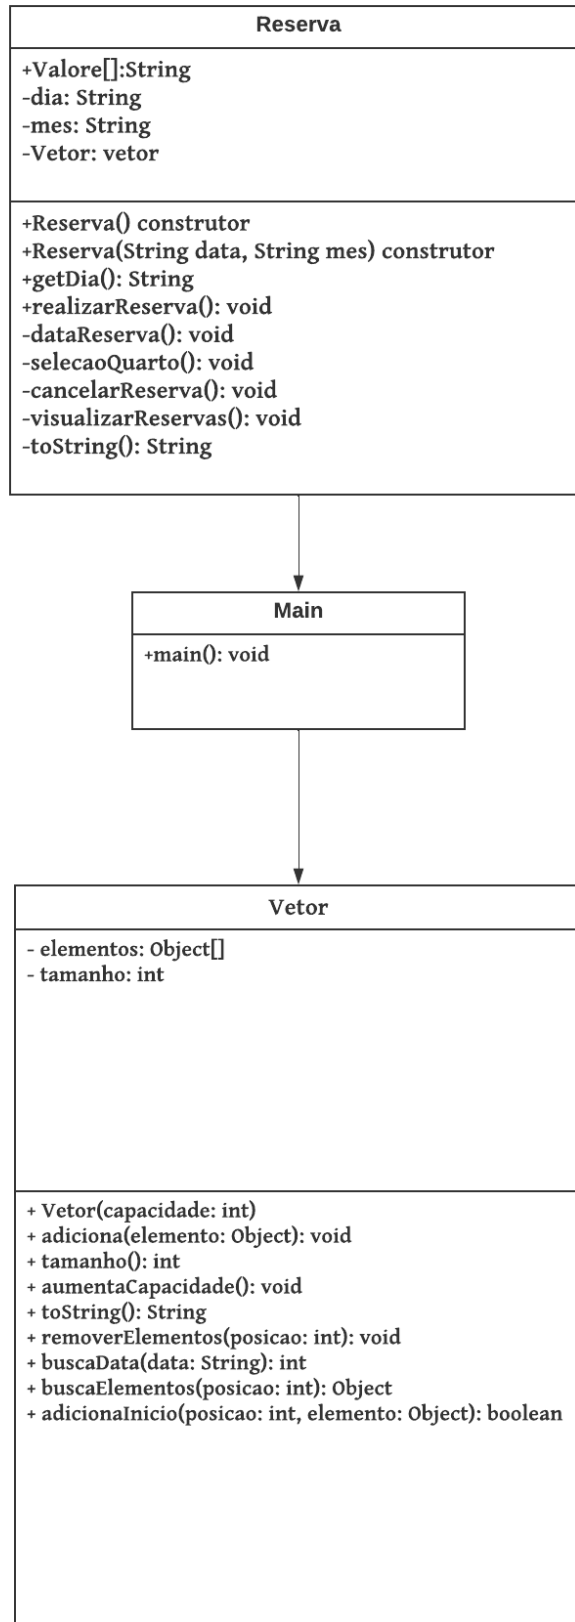 Reserva
+Valore[]:String
-dia: String
-mes: String
-Vetor: vetor
+Reserva() construtor
+Reserva(String data, String mes) construtor
+getDia(): String
+realizarReserva(): void
-dataReserva(): void
-selecaoQuarto(): void
-cancelarReserva(): void
-visualizarReservas(): void
-toString(): String
Main
+main(): void
Vetor
- elementos: Object[]
- tamanho: int
+ Vetor(capacidade: int)
+ adiciona(elemento: Object): void
+ tamanho(): int
+ aumentaCapacidade(): void
+ toString(): String
+ removerElementos(posicao: int): void
+ buscaData(data: String): int
+ buscaElementos(posicao: int): Object
+ adicionaInicio(posicao: int, elemento: Object): boolean